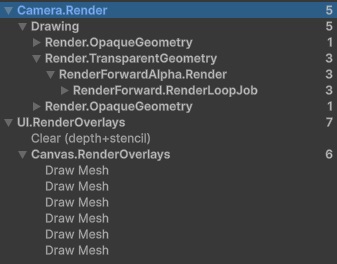 Camera.Render 5
Drawing 5
Render.OpaqueGeometry 1
Render.TransparentGeometry 3
RenderForwardAlpha.Render 3
RenderForward.RenderLoopJob 3
Render.OpaqueGeometry 1
UI.RenderOverlays 7
Clear (depth+stencil)
Canvas.RenderOverlays 6
Draw Mesh
Draw Mesh
Draw Mesh
Draw Mesh
Draw Mesh
Draw Mesh